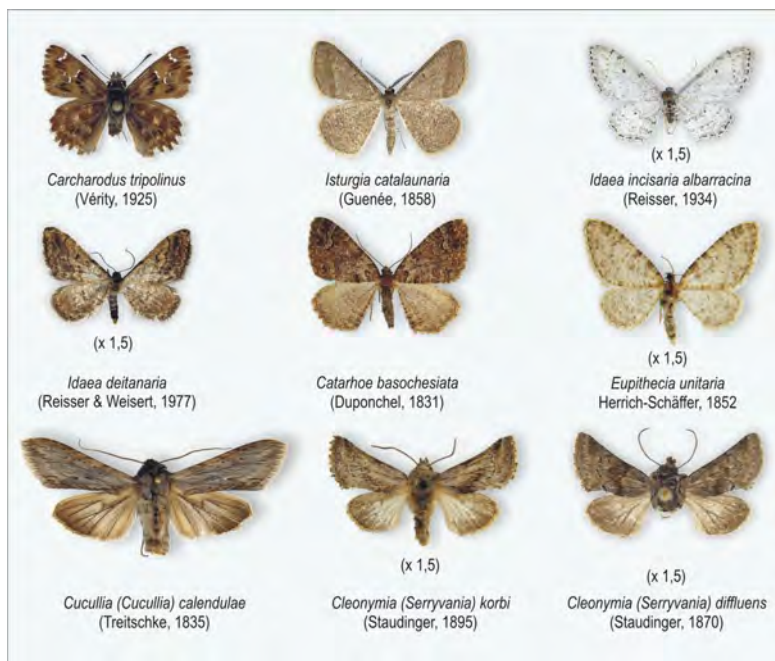 (x 1,5)
Carcharodus tripolinus
(Vérity, 1925)
Isturgia catalaunaria
(Guenée, 1858)
Idaea incisaria albarracina
(Reisser, 1934)
(x 1,5)
(x 1,5)
Idaea deitanaria
(Reisser & Weisert, 1977)
Catarhoe basochesiata
(Duponchel, 1831)
Eupithecia unitaria
Herrich-Schäffer, 1852
(x 1,5)
(x 1,5)
Cucullia (Cucullia) calendulae
(Treitschke, 1835)
Cleonymia (Serryvania) korbi
(Staudinger, 1895)
Cleonymia (Serryvania) diffluens
(Staudinger, 1870)